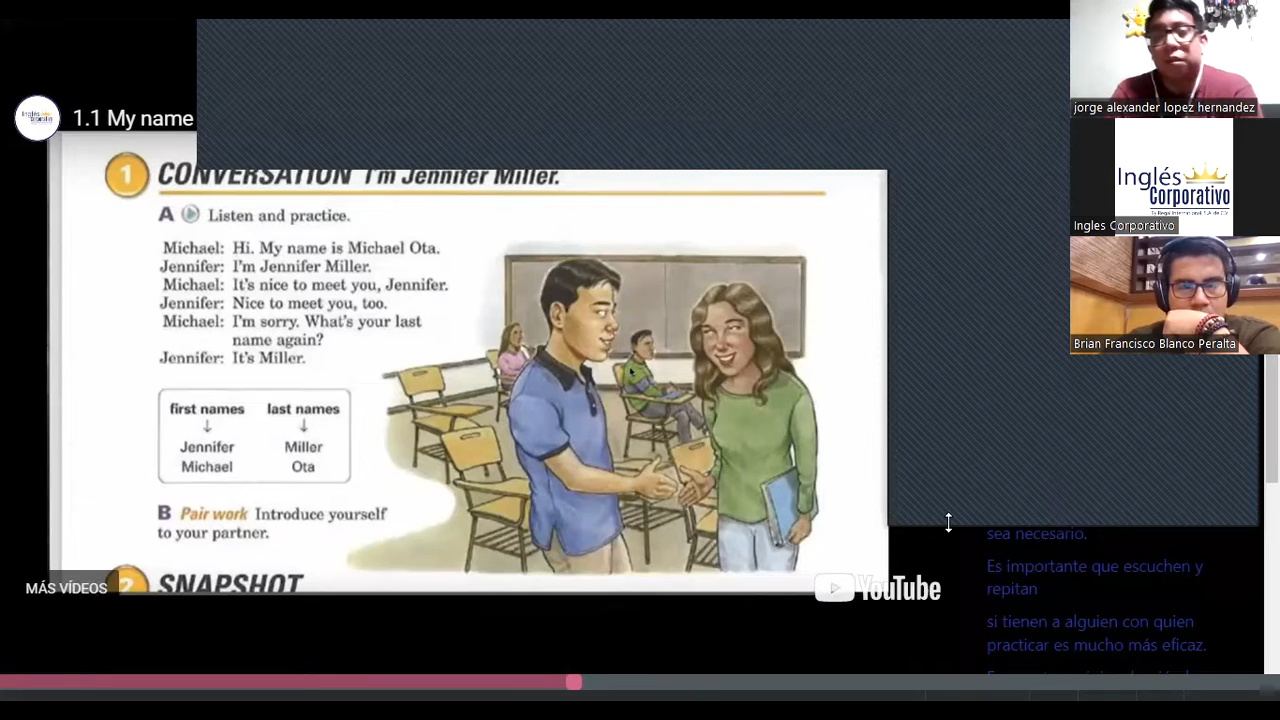 1.1 My name
1 CONVERSATION I'm Jennifer Miller.
A Listen and practice.
Michael: Hi. My name is Michael Ota.
Jennifer: I'm Jennifer Miller.
Michael: It's nice to meet you, Jennifer.
Jennifer: Nice to meet you, too.
Michael: I'm sorry. What's your last
name again?
Jennifer: It's Miller.
first names last names
Jennifer Miller
Michael Ota
B Pair work Introduce yourself
to your partner.
2 SNAPSHOT
MÁS VÍDEOS
YouTube
jorge alexander lopez hernandez
Inglés
Corporativo
Ingles Corporativo
Brian Francisco Blanco Peralta
sea necesario.
Es importante que escuchen y
repitan
si tienen a alguien con quien
practicar es mucho más eficaz.